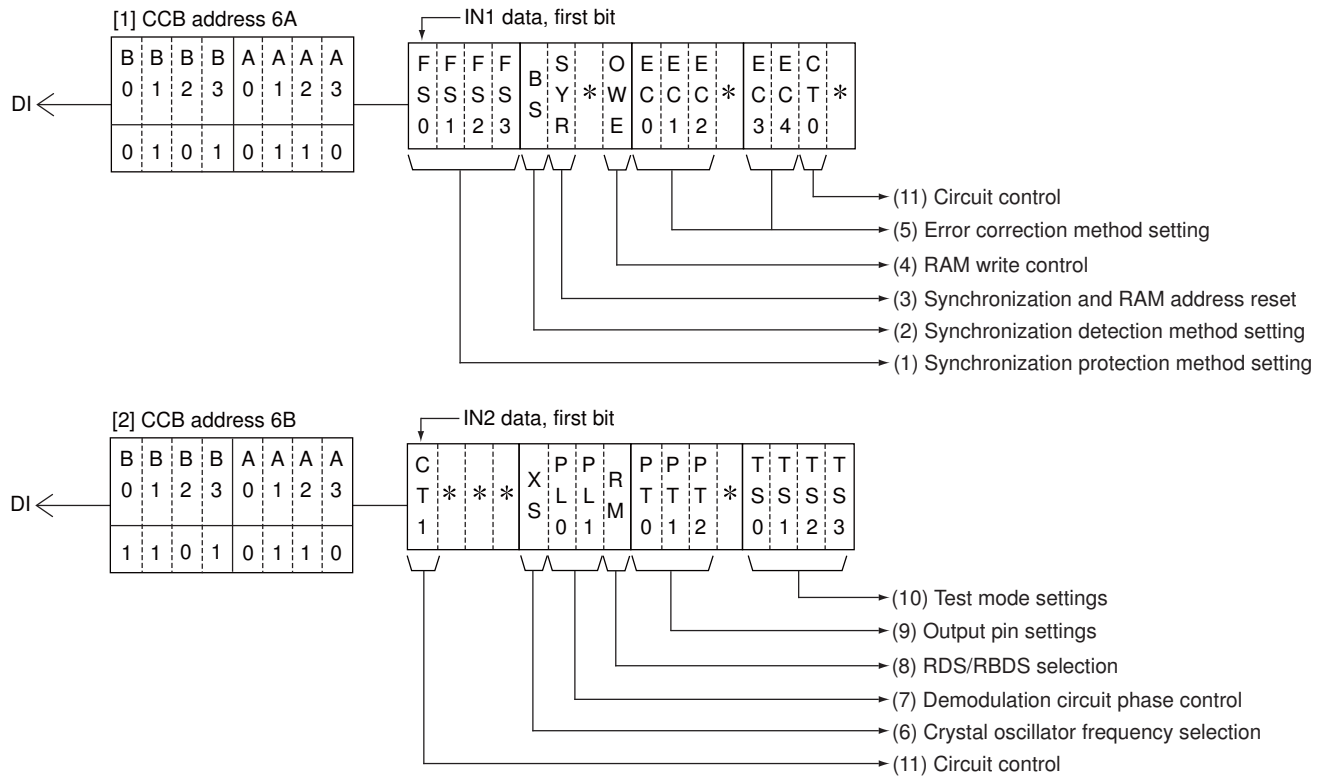 [1] CCB address 6A
IN1 data, first bit
DI
B0 B1 B2 B3 A0 A1 A2 A3
0 1 0 1 0 1 1 0
FS0 FS1 FS2 FS3 BS SYR * OWE EC0 EC1 EC2 * EC3 EC4 CT0 *
(11) Circuit control
(5) Error correction method setting
(4) RAM write control
(3) Synchronization and RAM address reset
(2) Synchronization detection method setting
(1) Synchronization protection method setting
[2] CCB address 6B
IN2 data, first bit
DI
B0 B1 B2 B3 A0 A1 A2 A3
1 1 0 1 0 1 1 0
CT1 * * * XS PL0 PL1 RM PT0 PT1 PT2 * TS0 TS1 TS2 TS3
(10) Test mode settings
(9) Output pin settings
(8) RDS/RBDS selection
(7) Demodulation circuit phase control
(6) Crystal oscillator frequency selection
(11) Circuit control